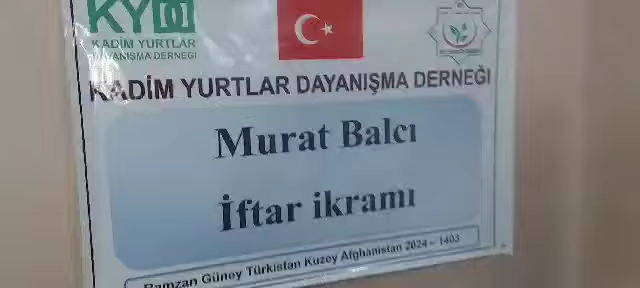 KYDD
KADİM YURTLAR
DAYANIŞMA DERNEĞİ
KADİM YURTLAR DAYANIŞMA DERNEĞİ
Murat Balcı
İftar ikramı
Ramzan Güney Türkistan Kuzey Afghanistan 2024 – 1403